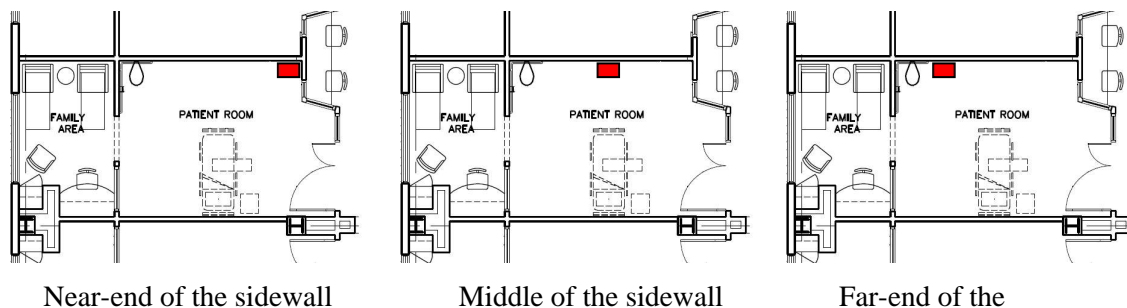 FAMILY AREA PATIENT ROOM
FAMILY AREA PATIENT ROOM
FAMILY AREA PATIENT ROOM
Near-end of the sidewall
Middle of the sidewall
Far-end of the